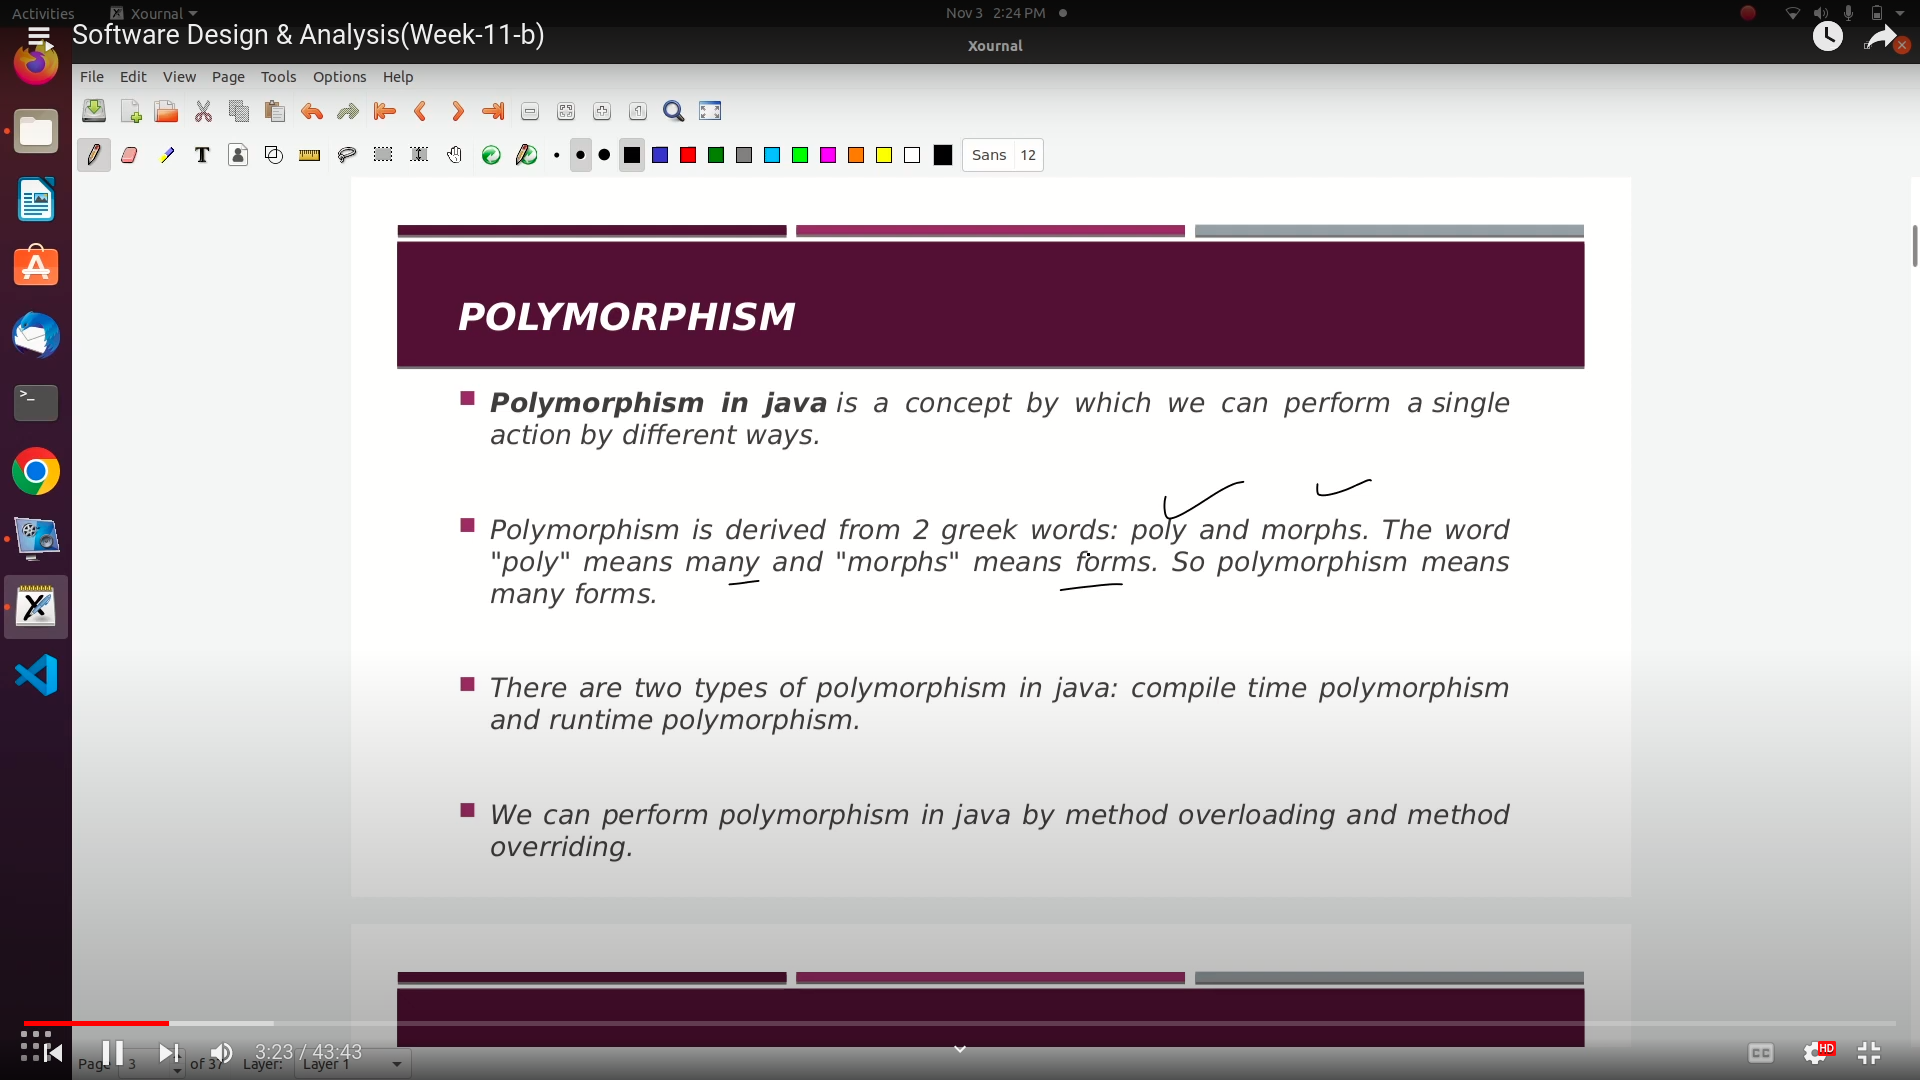 Activities Xournal Nov 3 2:24 PM
Software Design & Analysis(Week-11-b)
Xournal
File Edit View Page Tools Options Help
Sans 12
POLYMORPHISM
Polymorphism in java is a concept by which we can perform a single
action by different ways.
Polymorphism is derived from 2 greek words: poly and morphs. The word
"poly" means many and "morphs" means forms. So polymorphism means
many forms.
There are two types of polymorphism in java: compile time polymorphism
and runtime polymorphism.
We can perform polymorphism in java by method overloading and method
overriding.
3:23 / 43:43 CC HD
Page 3 of 37 Layer: Layer 1